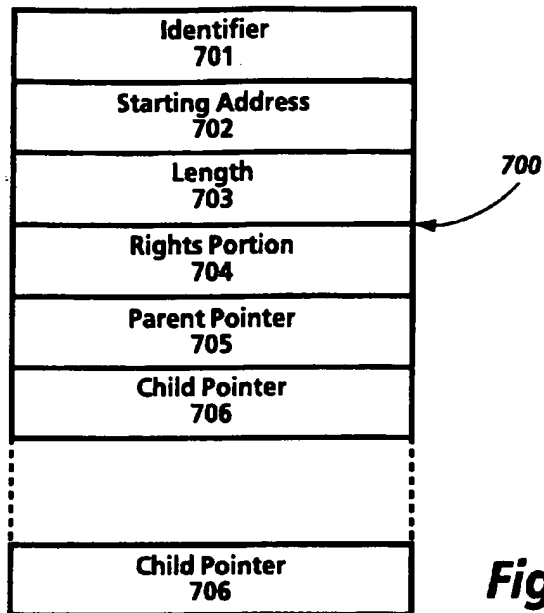 Identifier
701
Starting Address
702
Length
703
700
Rights Portion
704
Parent Pointer
705
Child Pointer
706
Child Pointer
706
Fig